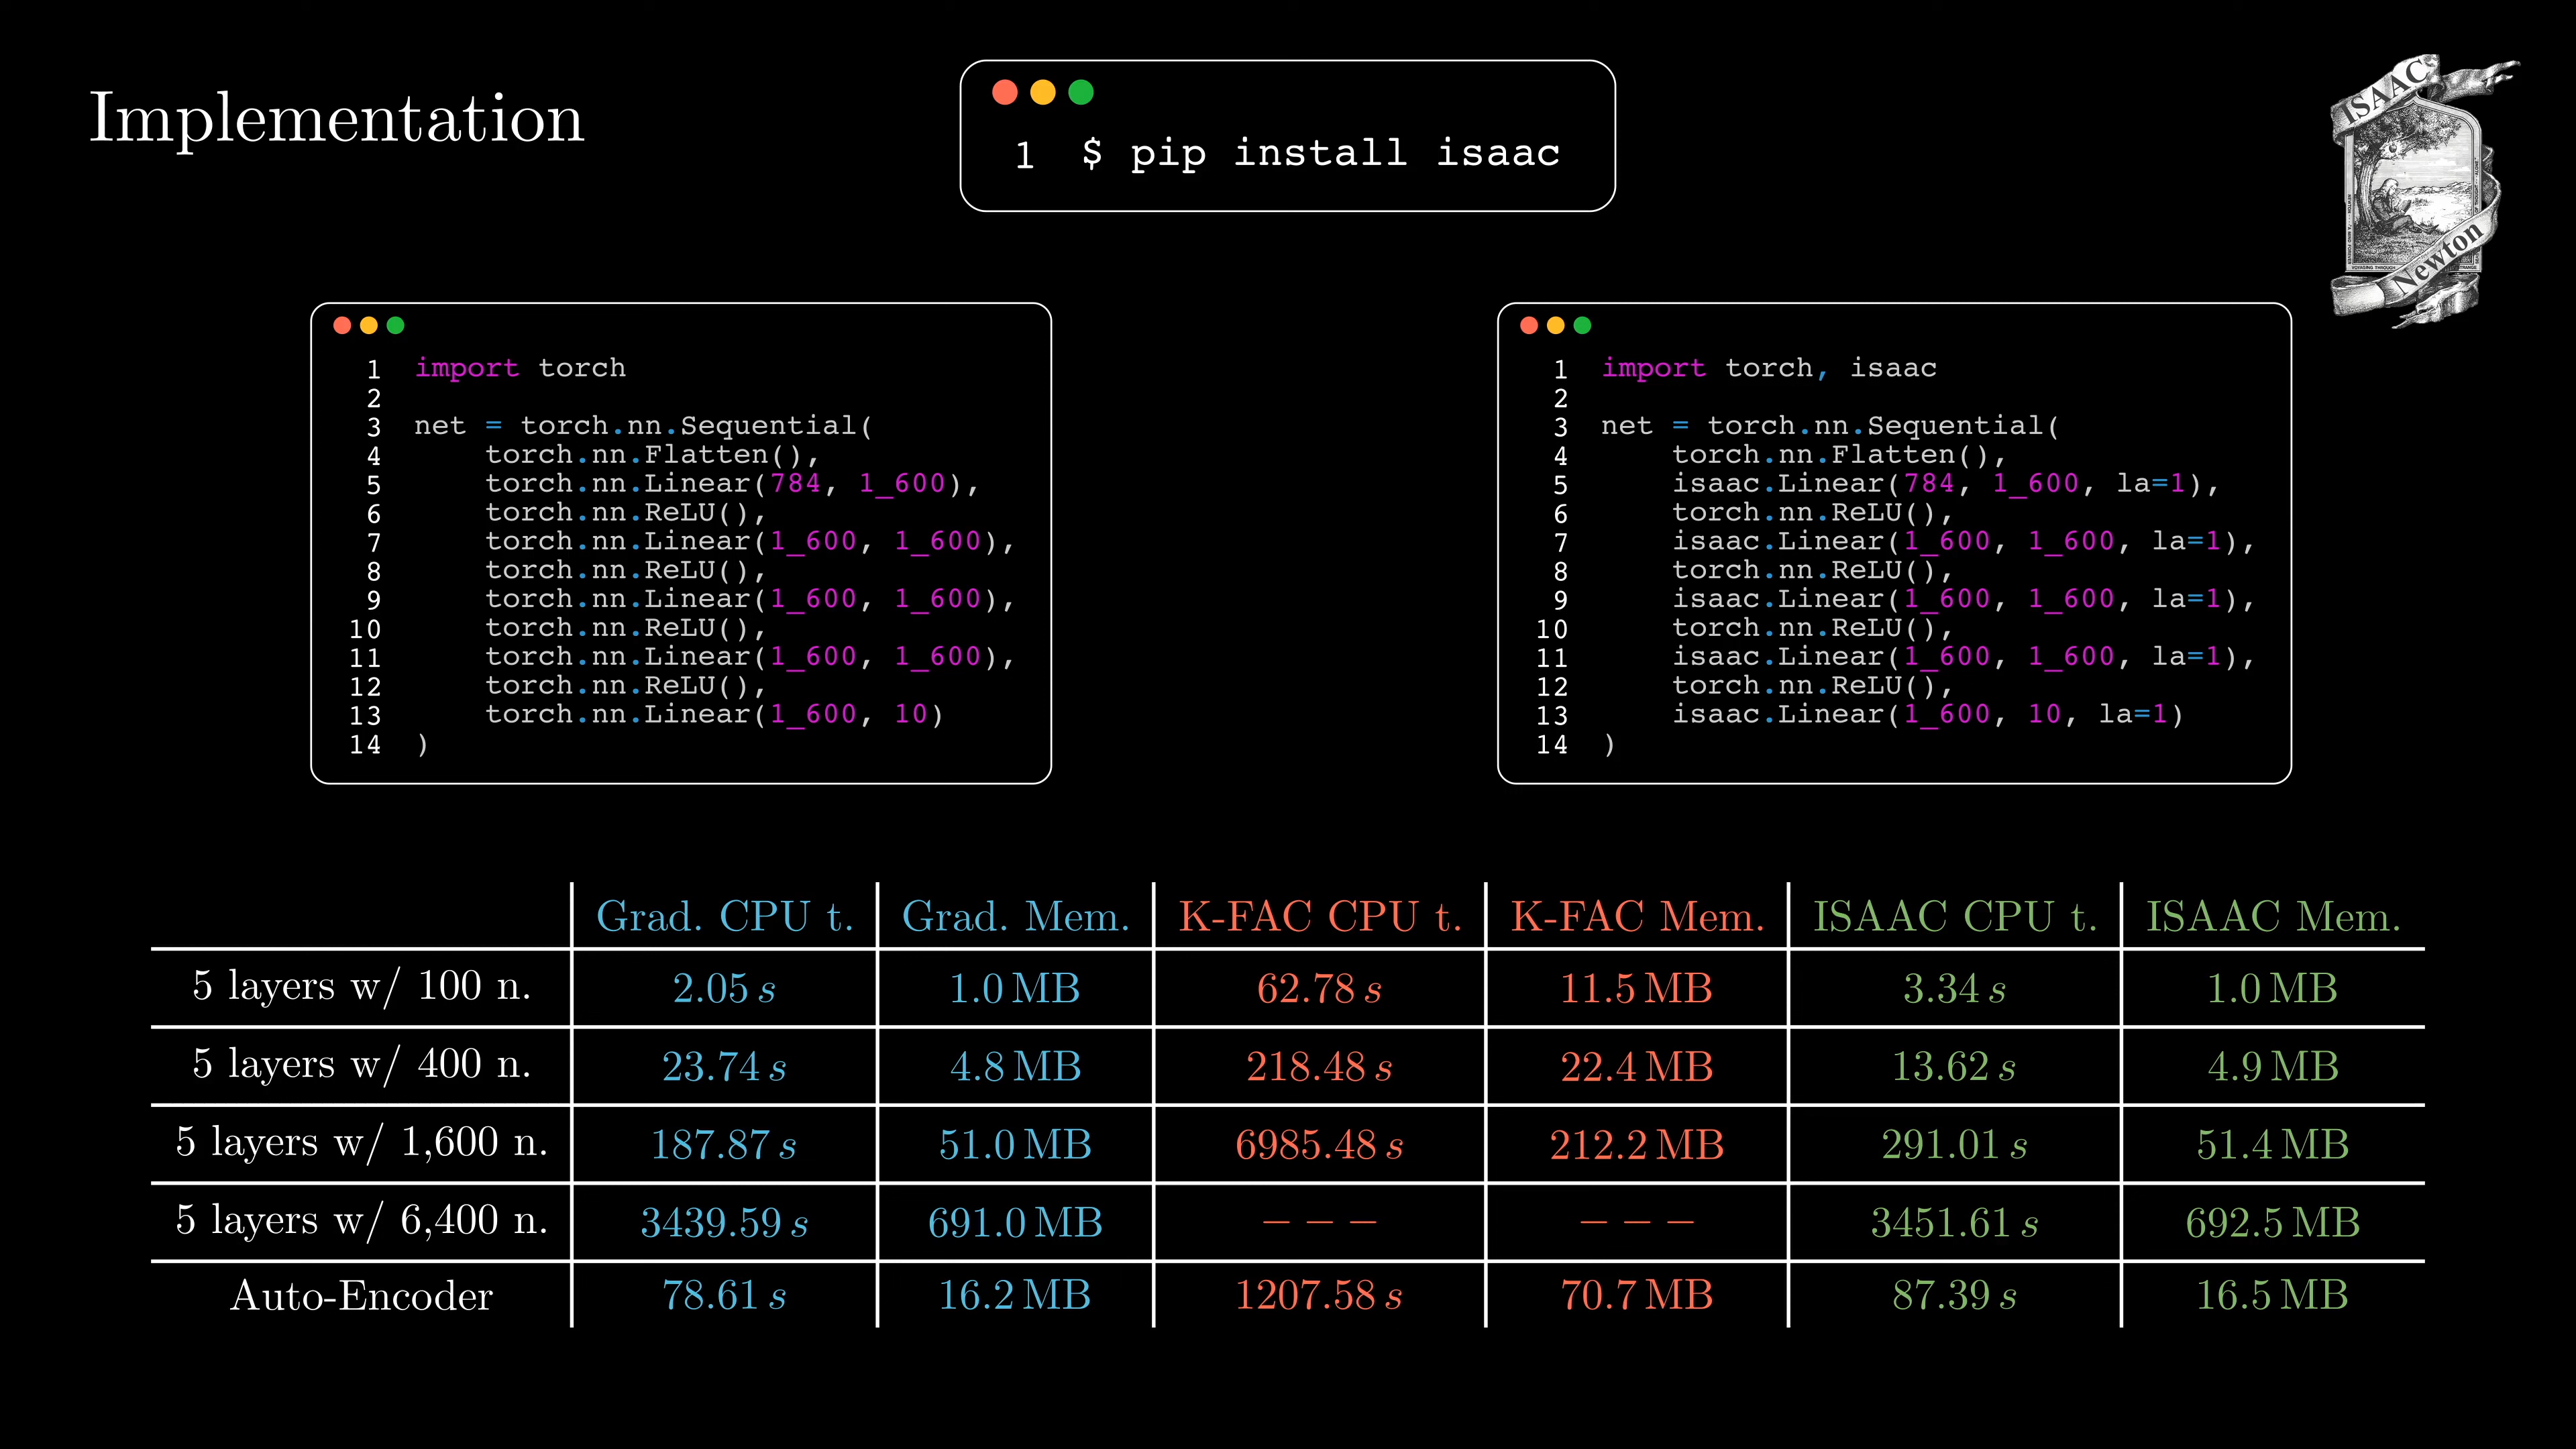 Implementation
1 $ pip install isaac
ISAAC
Newton
1 import torch
2
3 net = torch.nn.Sequential(
4 torch.nn.Flatten(),
5 torch.nn.Linear(784, 1_600),
6 torch.nn.ReLU(),
7 torch.nn.Linear(1_600, 1_600),
8 torch.nn.ReLU(),
9 torch.nn.Linear(1_600, 1_600),
10 torch.nn.ReLU(),
11 torch.nn.Linear(1_600, 1_600),
12 torch.nn.ReLU(),
13 torch.nn.Linear(1_600, 10)
14 )
1 import torch, isaac
2
3 net = torch.nn.Sequential(
4 torch.nn.Flatten(),
5 isaac.Linear(784, 1_600, la=1),
6 torch.nn.ReLU(),
7 isaac.Linear(1_600, 1_600, la=1),
8 torch.nn.ReLU(),
9 isaac.Linear(1_600, 1_600, la=1),
10 torch.nn.ReLU(),
11 isaac.Linear(1_600, 1_600, la=1),
12 torch.nn.ReLU(),
13 isaac.Linear(1_600, 10, la=1)
14 )
Grad. CPU t. Grad. Mem. K-FAC CPU t. K-FAC Mem. ISAAC CPU t. ISAAC Mem.
5 layers w/ 100 n. 2.05 s 1.0 MB 62.78 s 11.5 MB 3.34 s 1.0 MB
5 layers w/ 400 n. 23.74 s 4.8 MB 218.48 s 22.4 MB 13.62 s 4.9 MB
5 layers w/ 1,600 n. 187.87 s 51.0 MB 6985.48 s 212.2 MB 291.01 s 51.4 MB
5 layers w/ 6,400 n. 3439.59 s 691.0 MB – – – – – – 3451.61 s 692.5 MB
Auto-Encoder 78.61 s 16.2 MB 1207.58 s 70.7 MB 87.39 s 16.5 MB